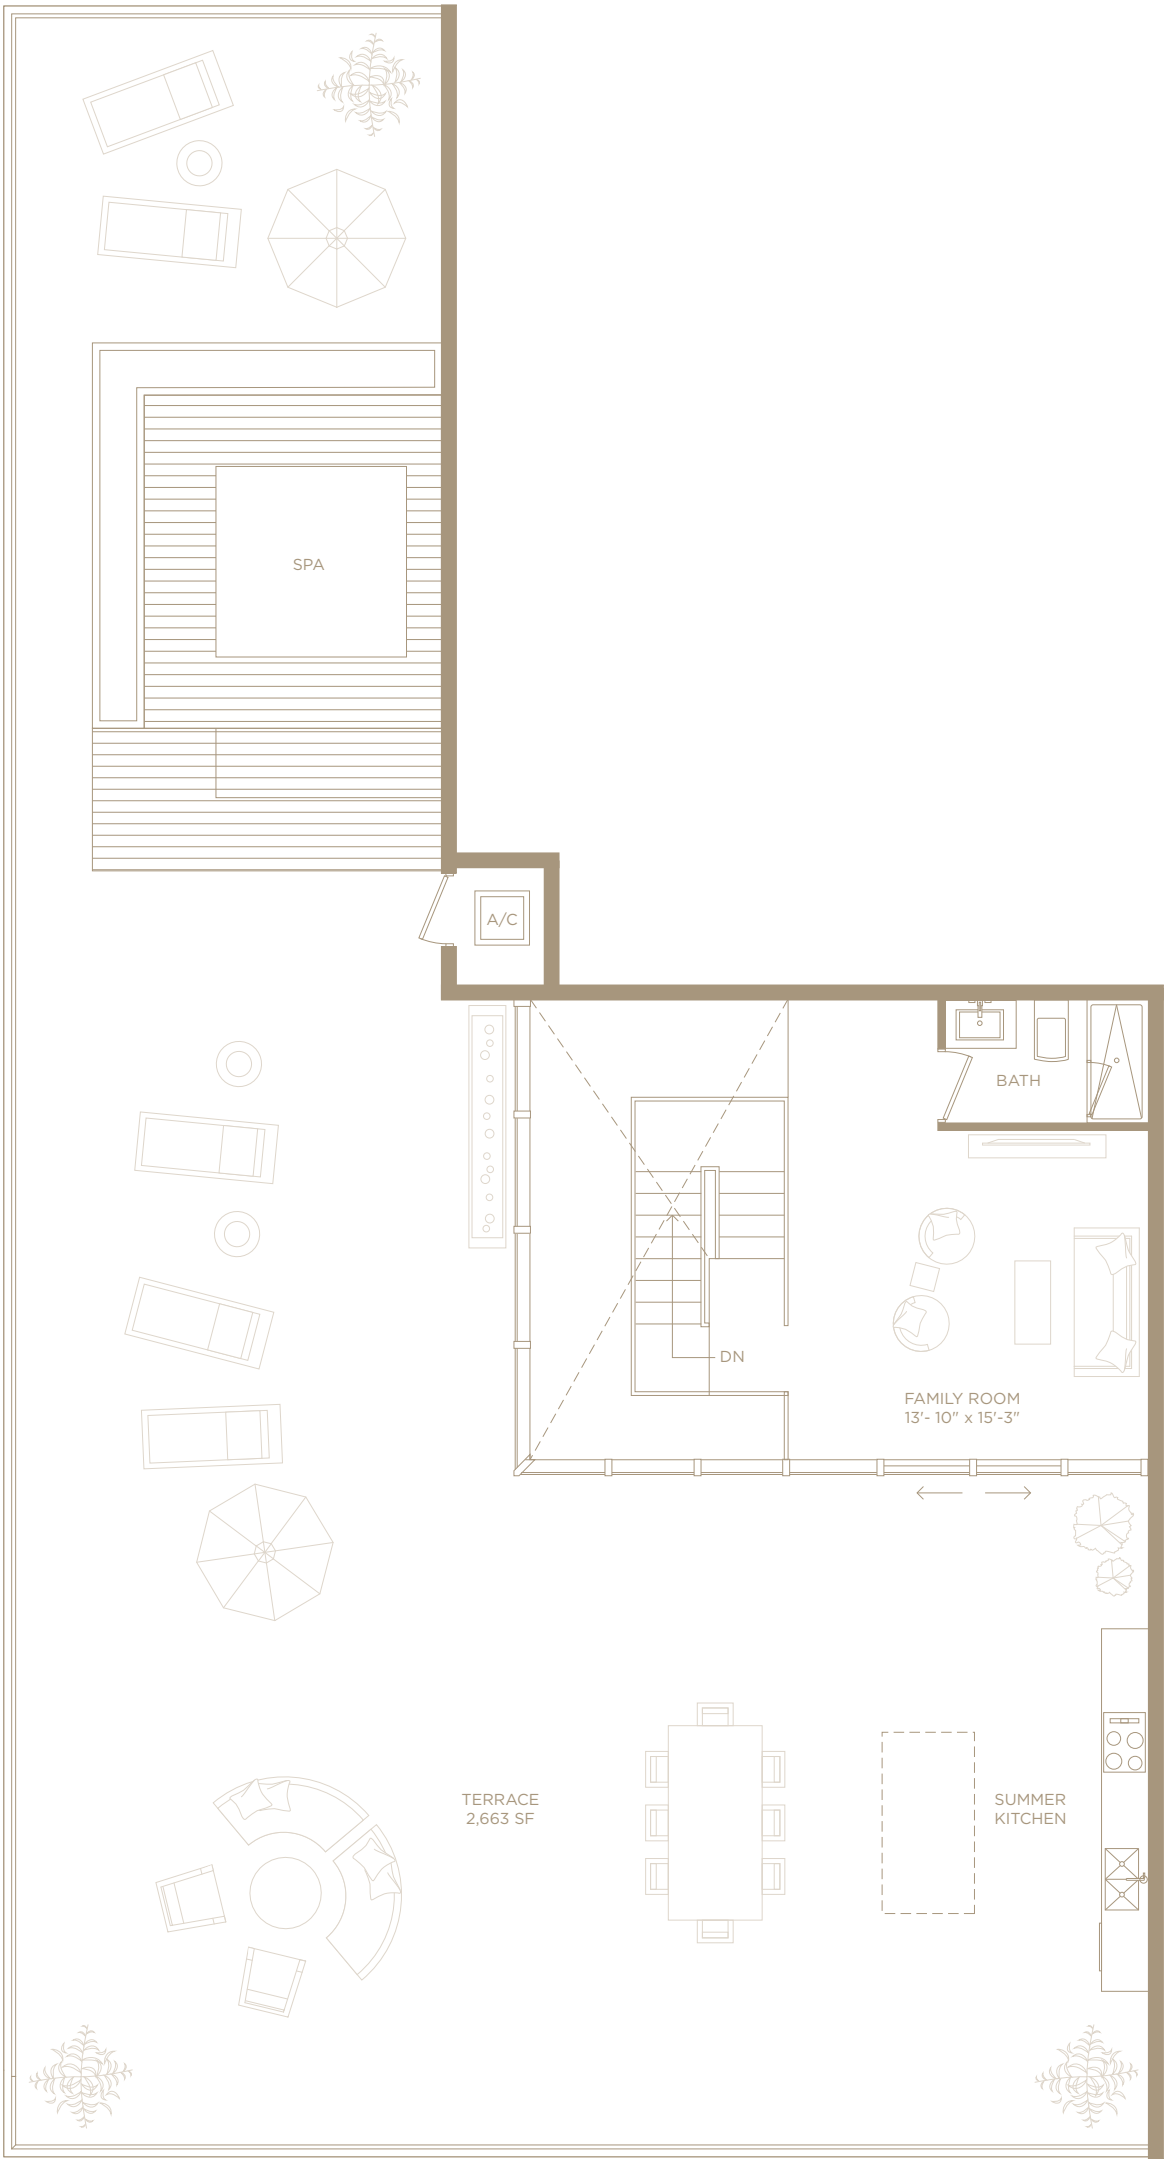 SPA
A/C
BATH
DN
FAMILY ROOM
13'- 10" x 15'-3"
TERRACE
2,663 SF
SUMMER
KITCHEN